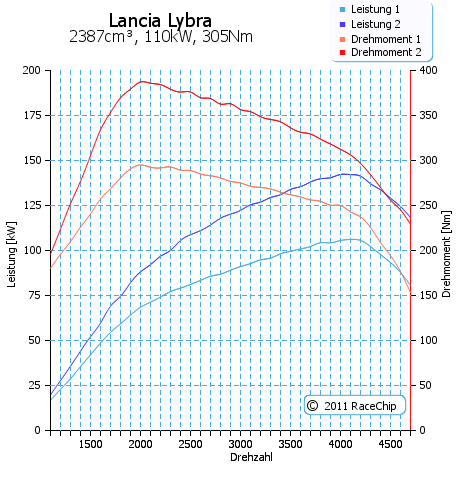 Lancia Lybra
2387cm³, 110kW, 305Nm
Leistung 1
Leistung 2
Drehmoment 1
Drehmoment 2
200
175
150
125
100
75
50
25
0
Leistung [kW]
400
350
300
250
200
150
100
50
0
Drehmoment [Nm]
1500 2000 2500 3000 3500 4000 4500
Drehzahl
© 2011 RaceChip